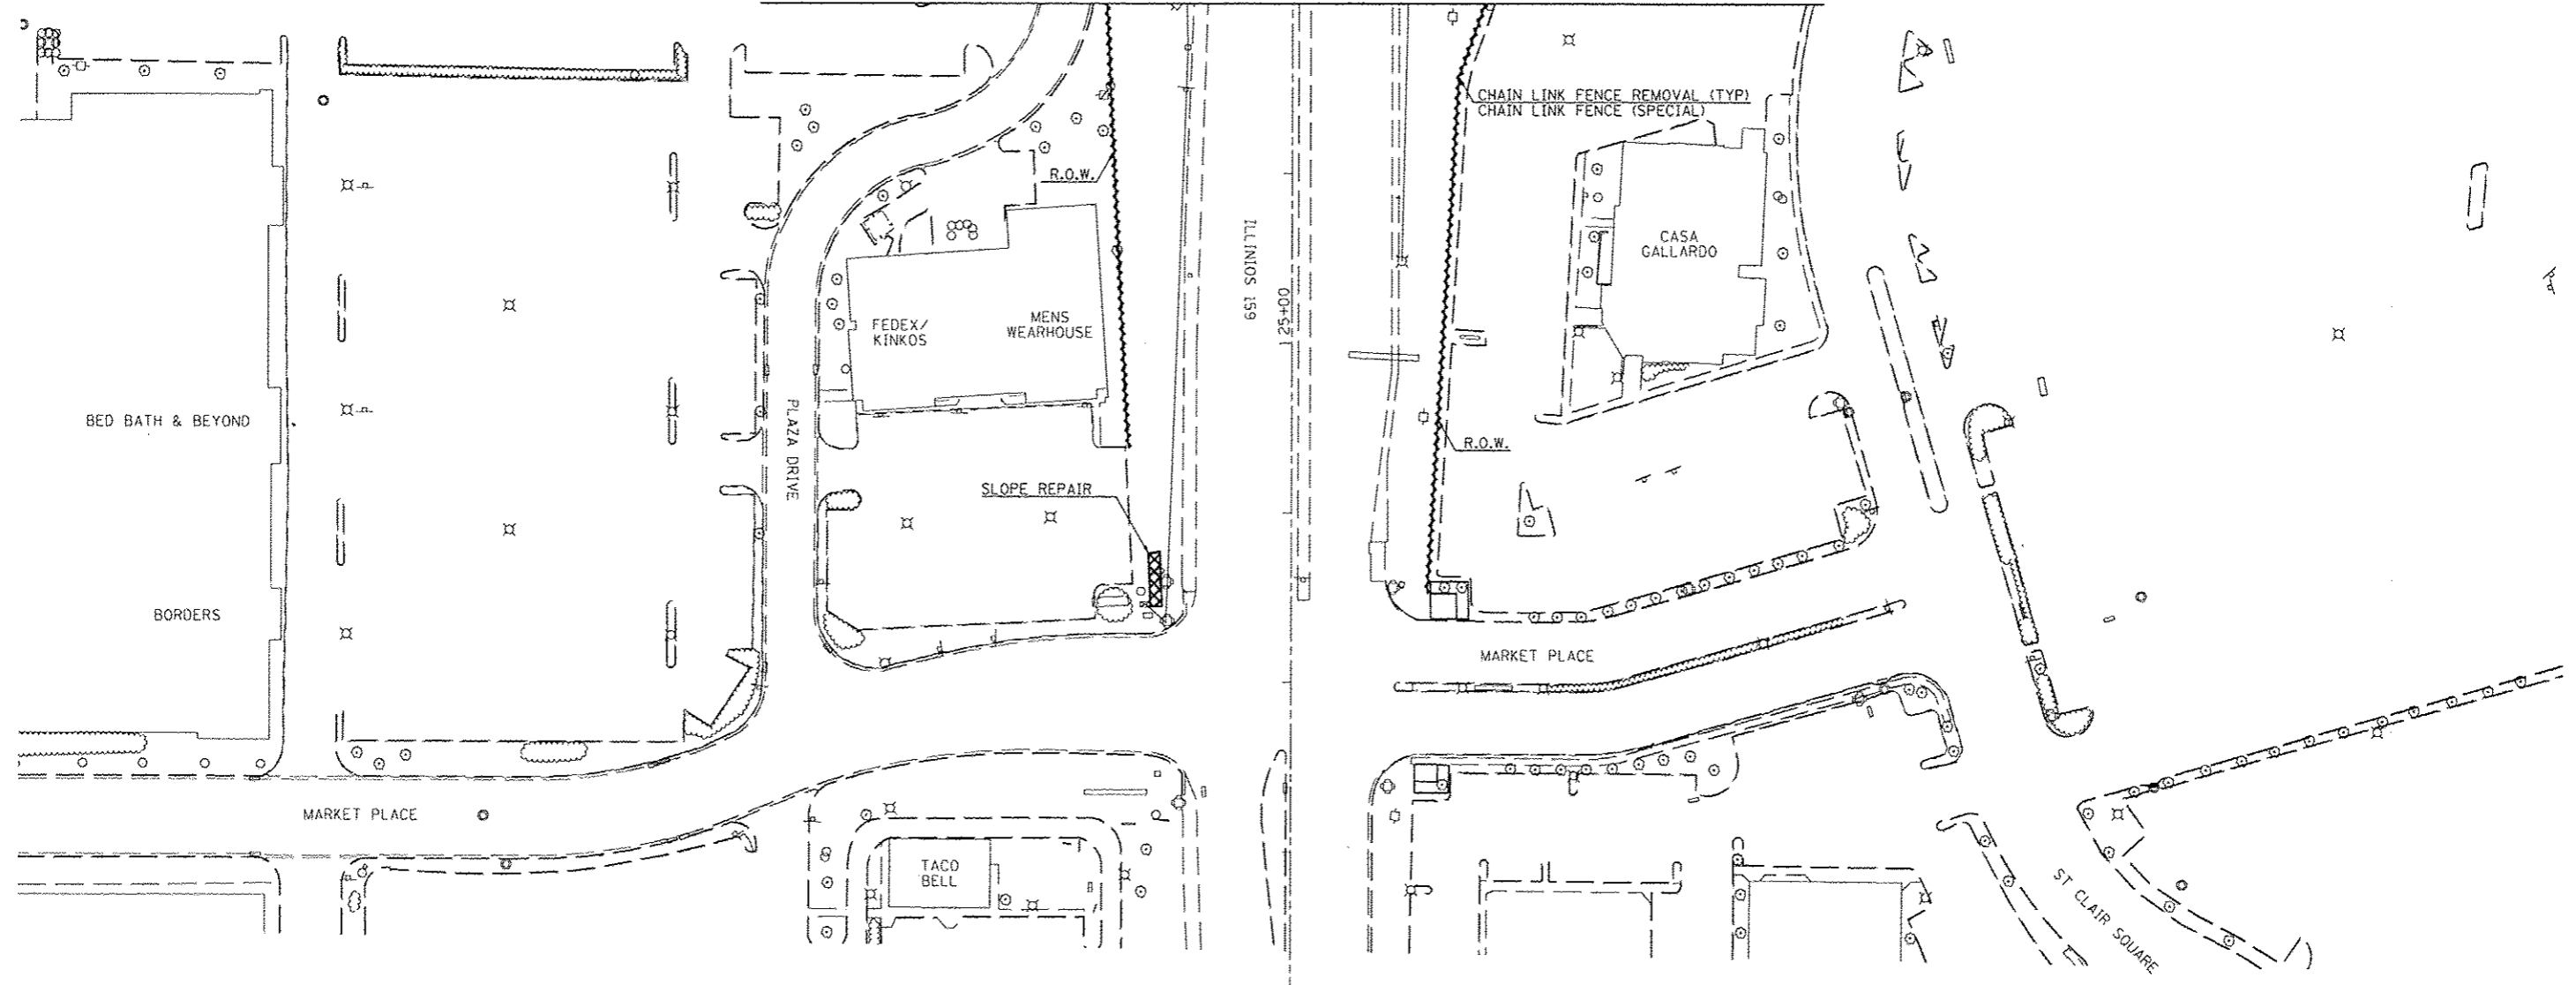 CHAIN LINK FENCE REMOVAL (TYP)
CHAIN LINK FENCE (SPECIAL)
R.O.W.
ILLINOIS 159
125+00
CASA
GALLARDO
FEDEX/
KINKOS
MENS
WEARHOUSE
BED BATH & BEYOND
PLAZA DRIVE
R.O.W.
SLOPE REPAIR
BORDERS
MARKET PLACE
MARKET PLACE
TACO
BELL
ST CLAIR SQUARE